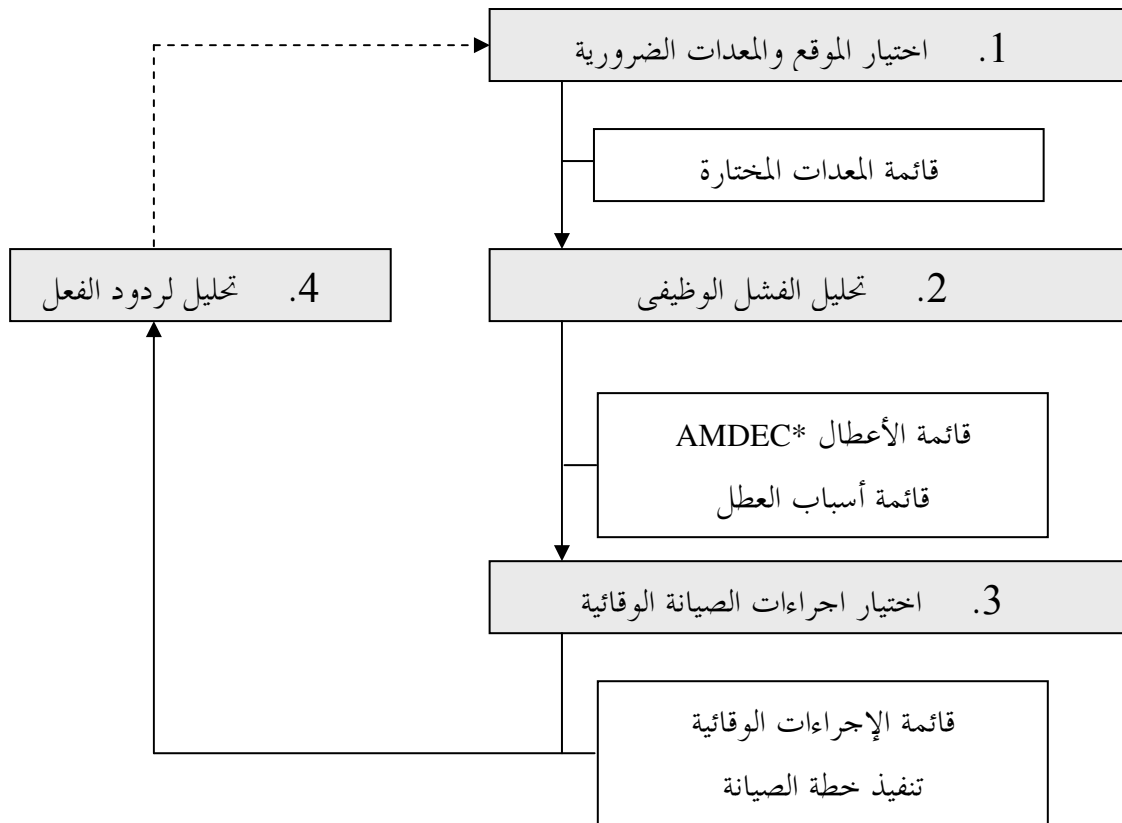 1. اختيار الموقع والمعدات الضرورية
قائمة المعدات المختارة
2. تحليل الفشل الوظيفى
4. تحليل لردود الفعل
قائمة الأعطال *AMDEC
قائمة أسباب العطل
3. اختيار اجراءات الصيانة الوقائية
قائمة الإجراءات الوقائية
تنفيذ خطة الصيانة